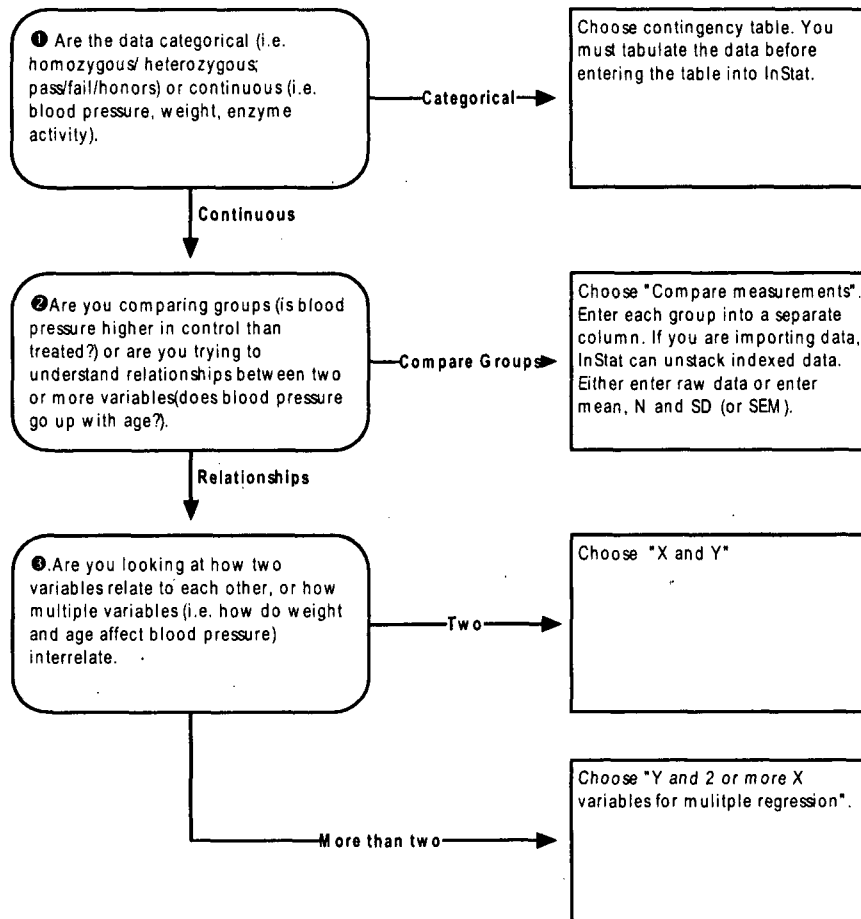 ❶ Are the data categorical (i.e.
homozygous/ heterozygous;
pass/fail/honors) or continuous (i.e.
blood pressure, weight, enzyme
activity).
Categorical
Choose contingency table. You
must tabulate the data before
entering the table into InStat.
Continuous
❷Are you comparing groups (is blood
pressure higher in control than
treated?) or are you trying to
understand relationships between two
or more variables(does blood pressure
go up with age?).
Compare Groups
Choose "Compare measurements".
Enter each group into a separate
column. If you are importing data,
InStat can unstack indexed data.
Either enter raw data or enter
mean, N and SD (or SEM).
Relationships
❸.Are you looking at how two
variables relate to each other, or how
multiple variables (i.e. how do weight
and age affect blood pressure)
interrelate.
Two
Choose "X and Y"
More than two
Choose "Y and 2 or more X
variables for mulitple regression".